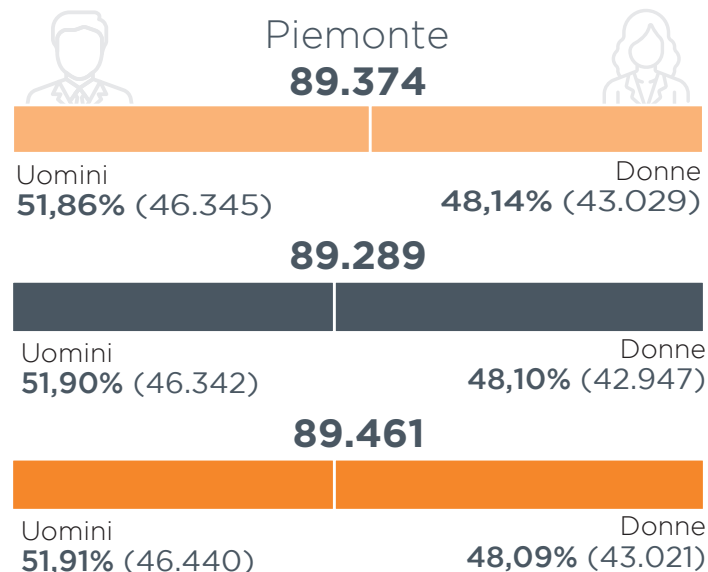 Piemonte
89.374
Uomini
Donne
51,86% (46.345)
48,14% (43.029)
89.289
Uomini
Donne
51,90% (46.342)
48,10% (42.947)
89.461
Uomini
Donne
51,91% (46.440)
48,09% (43.021)